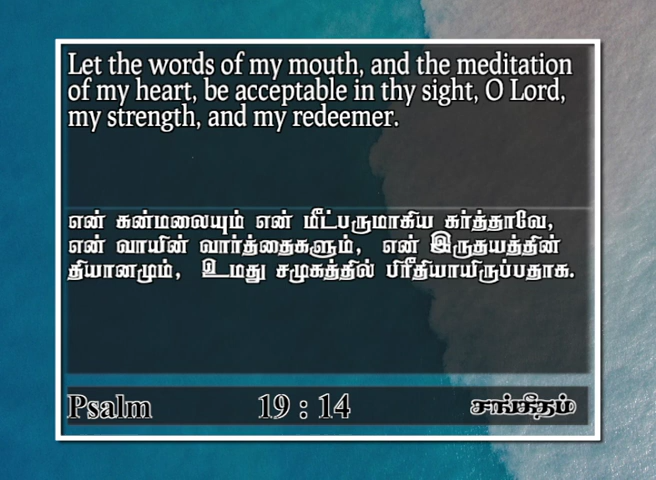 Let the words of my mouth, and the meditation
of my heart, be acceptable in thy sight, O Lord,
my strength, and my redeemer.
என் கன்மலையும் என் மீட்பருமாகிய கர்த்தாவே,
என் வாயின் வார்த்தைகளும், என் இருதயத்தின்
தியானமும், உமது சமுகத்தில் பிரீதியாயிருப்பதாக.
Psalm 19 : 14 சாங்கீதம்